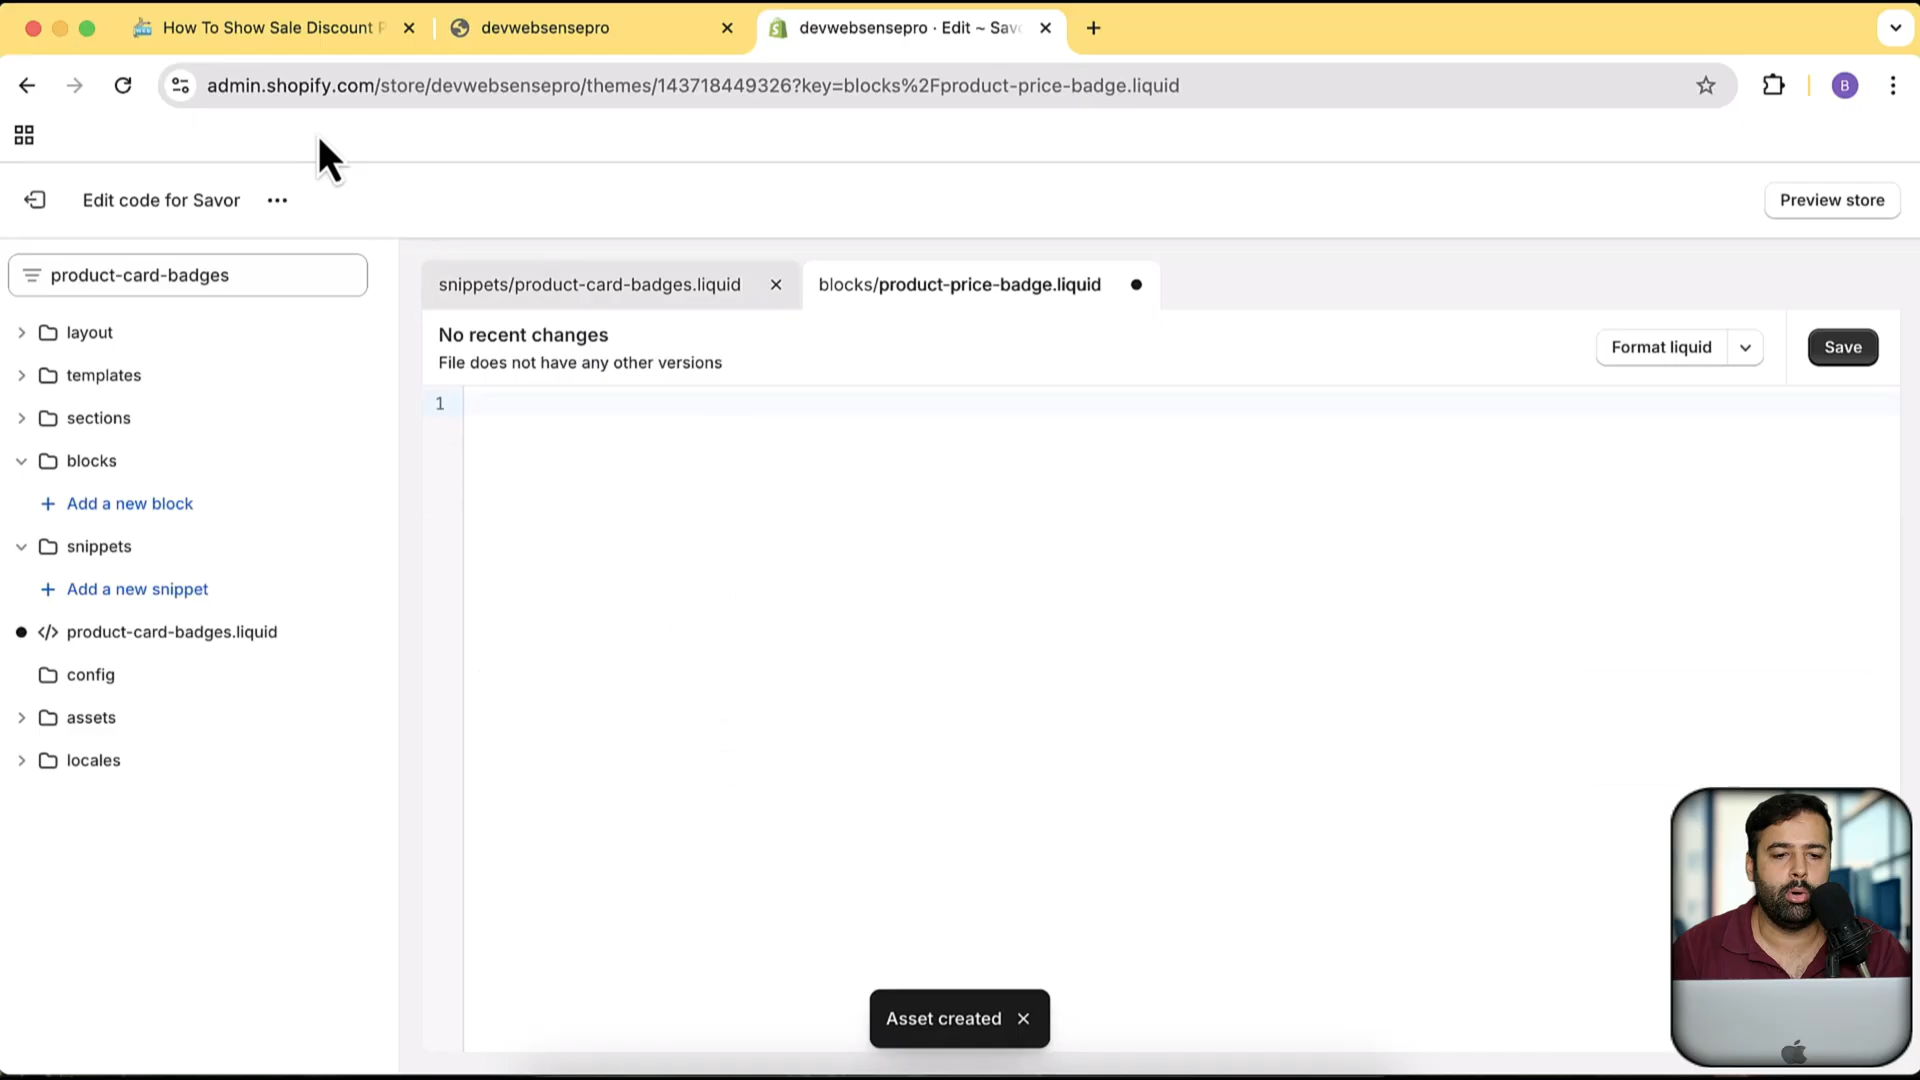 How To Show Sale Discount P
devwebsensepro
devwebsensepro · Edit ~ Sav
admin.shopify.com/store/devwebsensepro/themes/143718449326?key=blocks%2Fproduct-price-badge.liquid
B
Edit code for Savor
Preview store
product-card-badges
layout
templates
sections
blocks
Add a new block
snippets
Add a new snippet
product-card-badges.liquid
config
assets
locales
snippets/product-card-badges.liquid
blocks/product-price-badge.liquid
No recent changes
File does not have any other versions
Format liquid
Save
1
Asset created